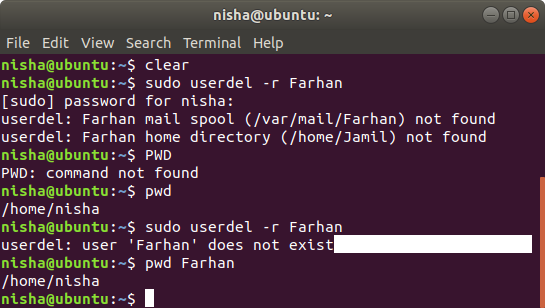 nisha@ubuntu: ~
File Edit View Search Terminal Help
nisha@ubuntu:~$ clear
nisha@ubuntu:~$ sudo userdel -r Farhan
[sudo] password for nisha:
userdel: Farhan mail spool (/var/mail/Farhan) not found
userdel: Farhan home directory (/home/Jamil) not found
nisha@ubuntu:~$ PWD
PWD: command not found
nisha@ubuntu:~$ pwd
/home/nisha
nisha@ubuntu:~$ sudo userdel -r Farhan
userdel: user 'Farhan' does not exist
nisha@ubuntu:~$ pwd Farhan
/home/nisha
nisha@ubuntu:~$